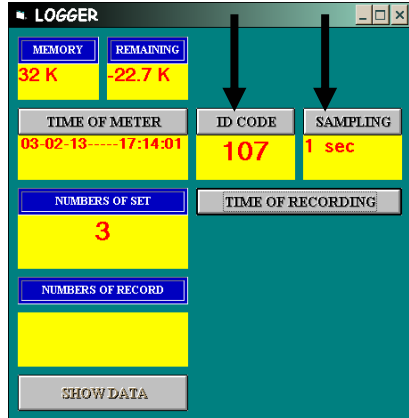 LOGGER
MEMORY REMAINING
32 K -22.7 K
TIME OF METER ID CODE SAMPLING
03-02-13-----17:14:01 107 1 sec
NUMBERS OF SET TIME OF RECORDING
3
NUMBERS OF RECORD
SHOW DATA